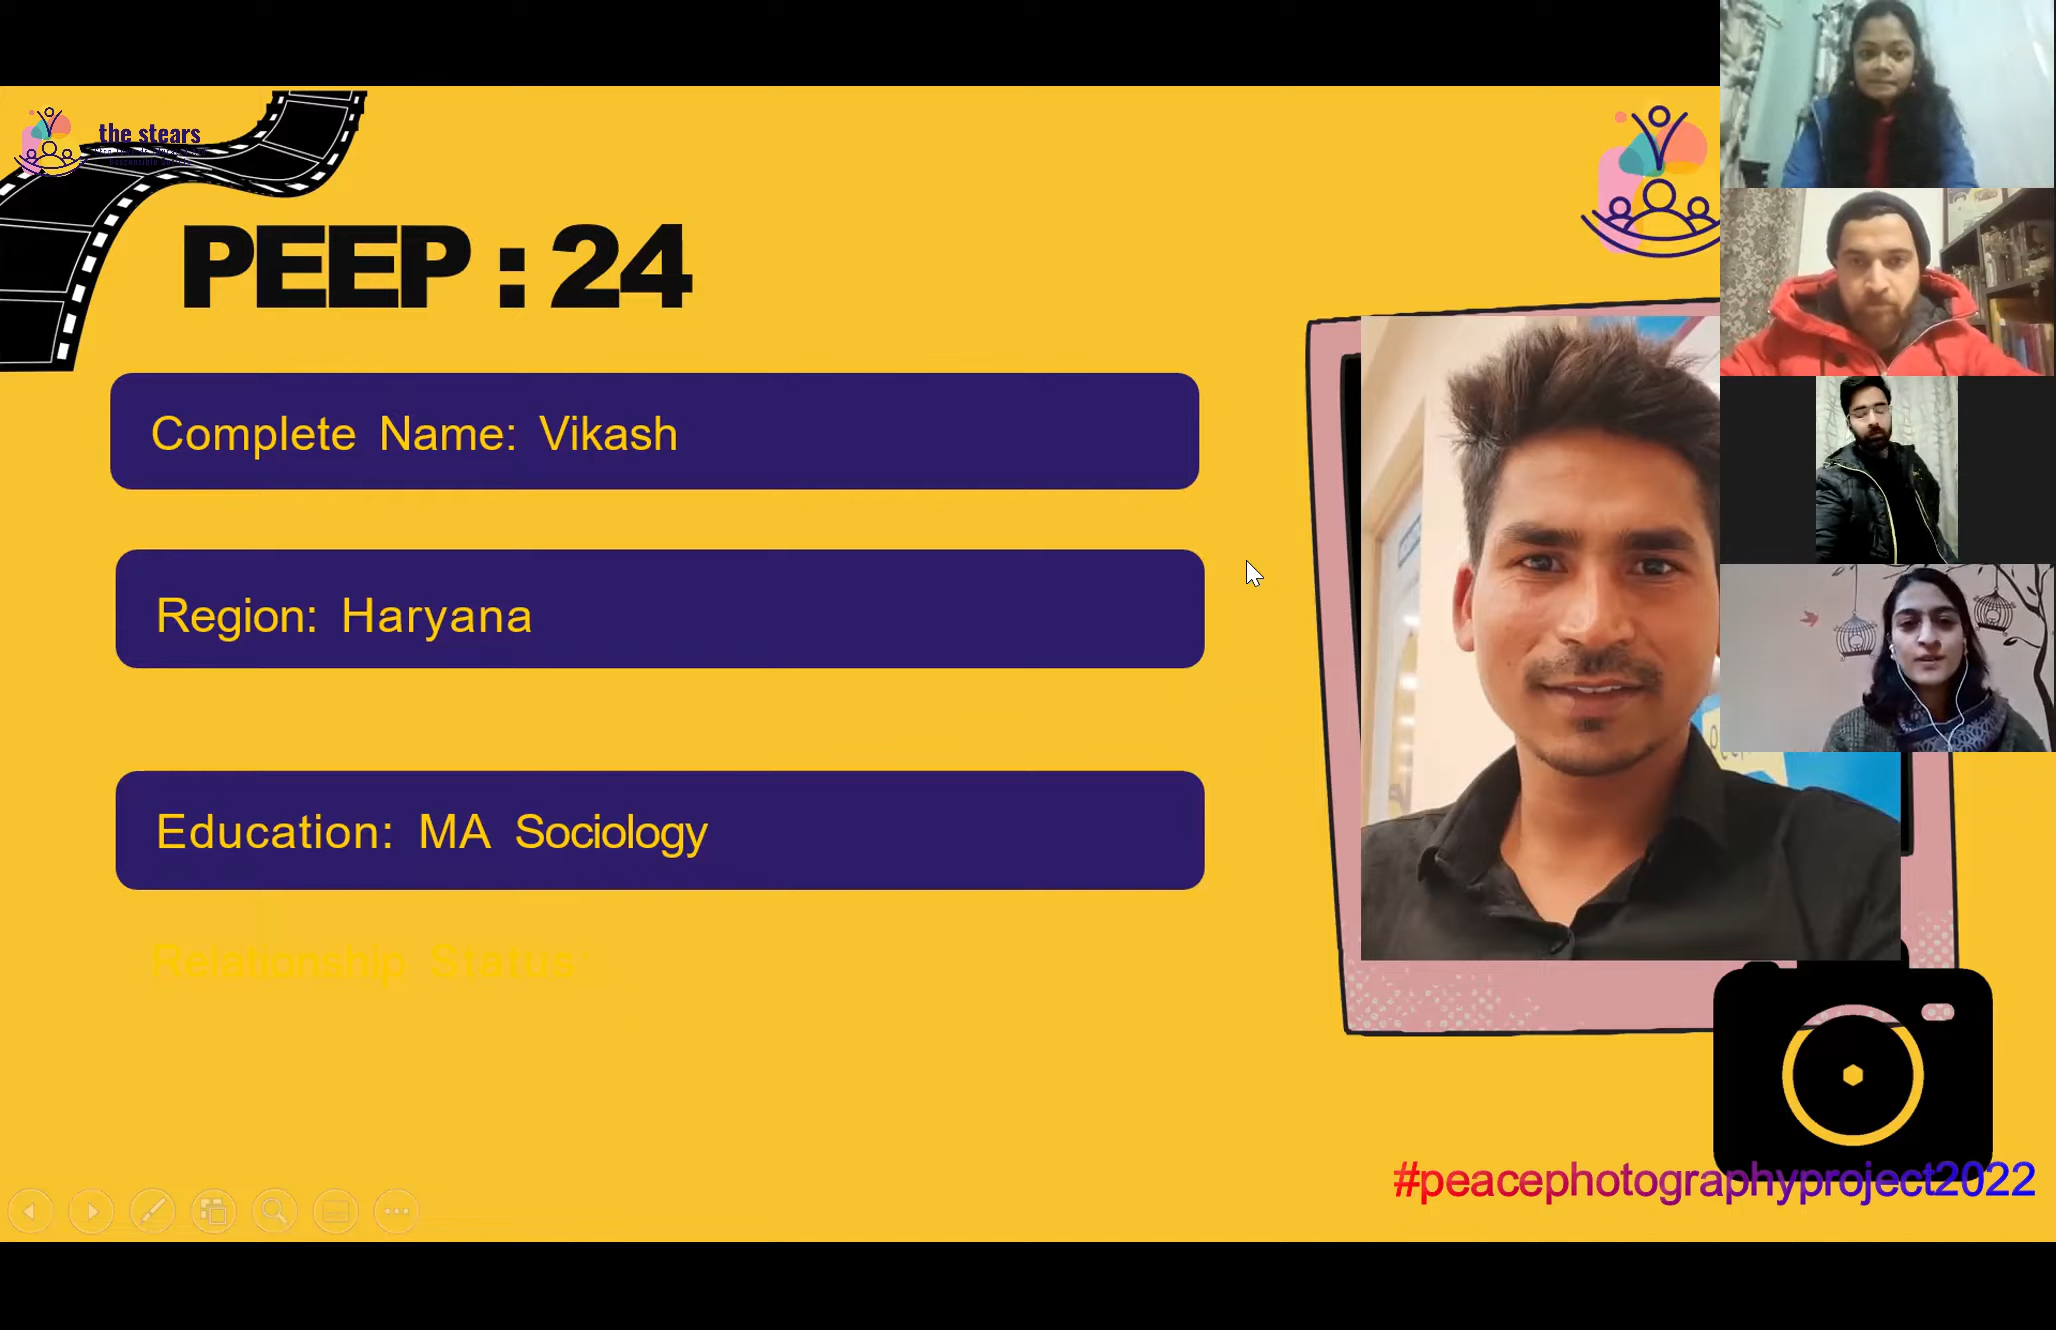 the stears
PEEP : 24
Complete Name: Vikash
Region: Haryana
Education: MA Sociology
Relationship Status:
#peacephotographyproject2022